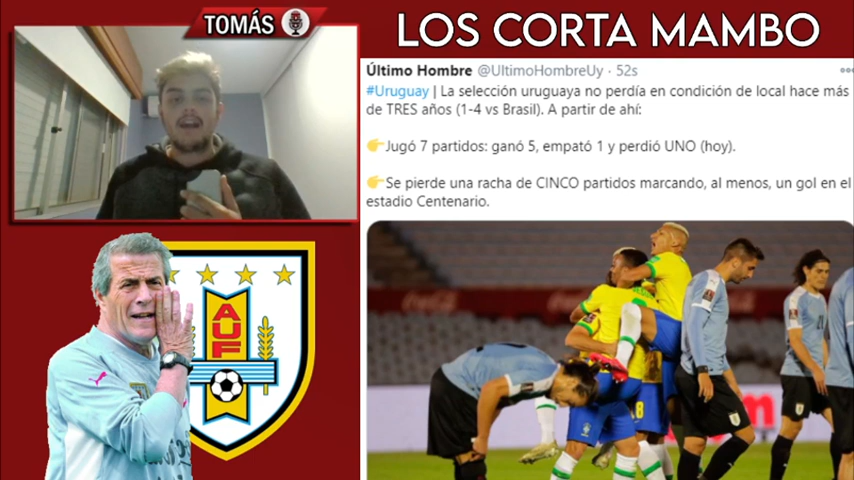 TOMÁS
LOS CORTA MAMBO
Último Hombre @UltimoHombreUy · 52s
#Uruguay | La selección uruguaya no perdía en condición de local hace más
de TRES años (1-4 vs Brasil). A partir de ahí:
👉Jugó 7 partidos: ganó 5, empató 1 y perdió UNO (hoy).
👉Se pierde una racha de CINCO partidos marcando, al menos, un gol en el
estadio Centenario.
AUF